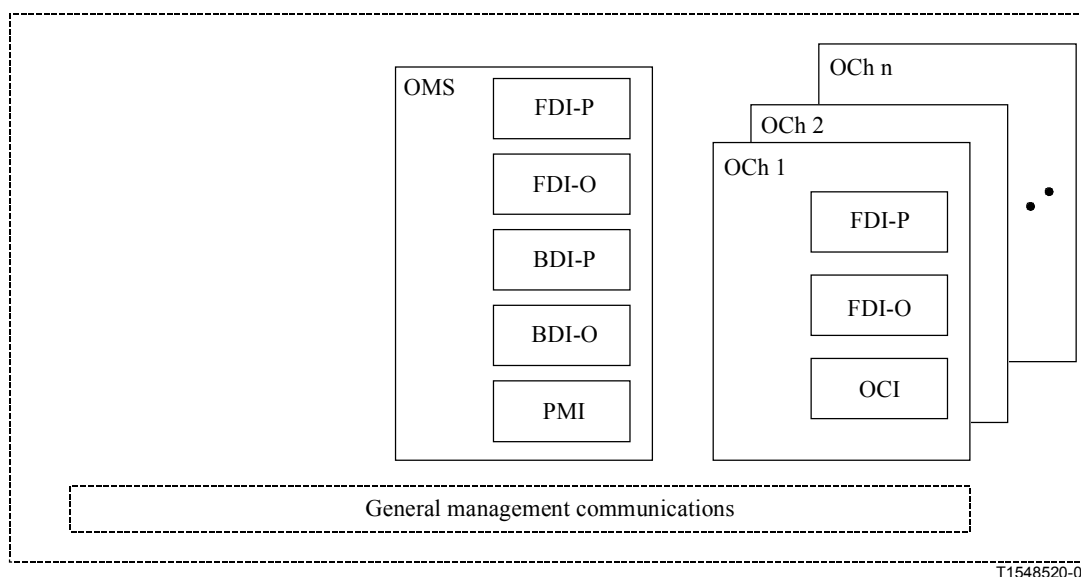 OMS
FDI-P
FDI-O
BDI-P
BDI-O
PMI
OCh n
OCh 2
OCh 1
FDI-P
FDI-O
OCI
General management communications
T1548520-0